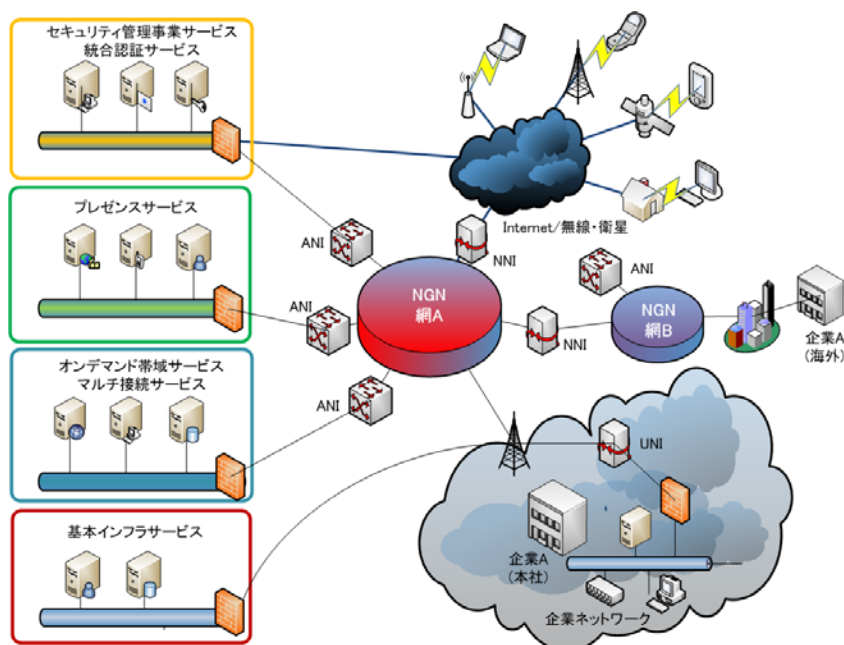 セキュリティ管理事業サービス
統合認証サービス
プレゼンスサービス
オンデマンド帯域サービス
マルチ接続サービス
基本インフラサービス
Internet/無線・衛星
ANI
NNI
ANI
ANI
NGN
網A
ANI
NGN
網B
NNI
企業A
(海外)
ANI
UNI
企業A
(本社)
企業ネットワーク